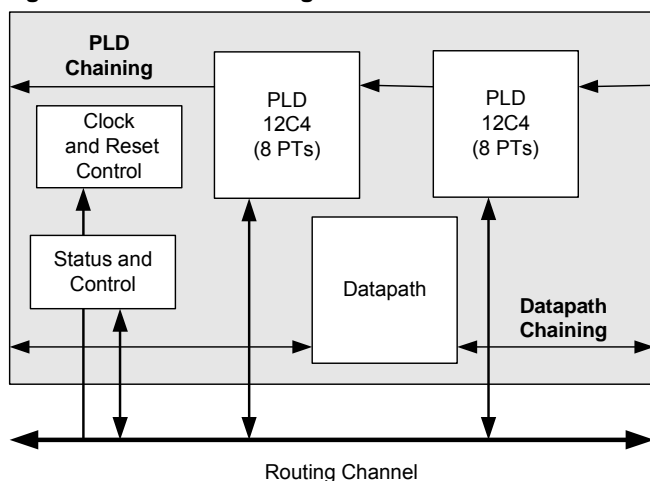 PLD
Chaining
PLD
12C4
(8 PTs)
PLD
12C4
(8 PTs)
Clock
and Reset
Control
Status and
Control
Datapath
Datapath
Chaining
Routing Channel